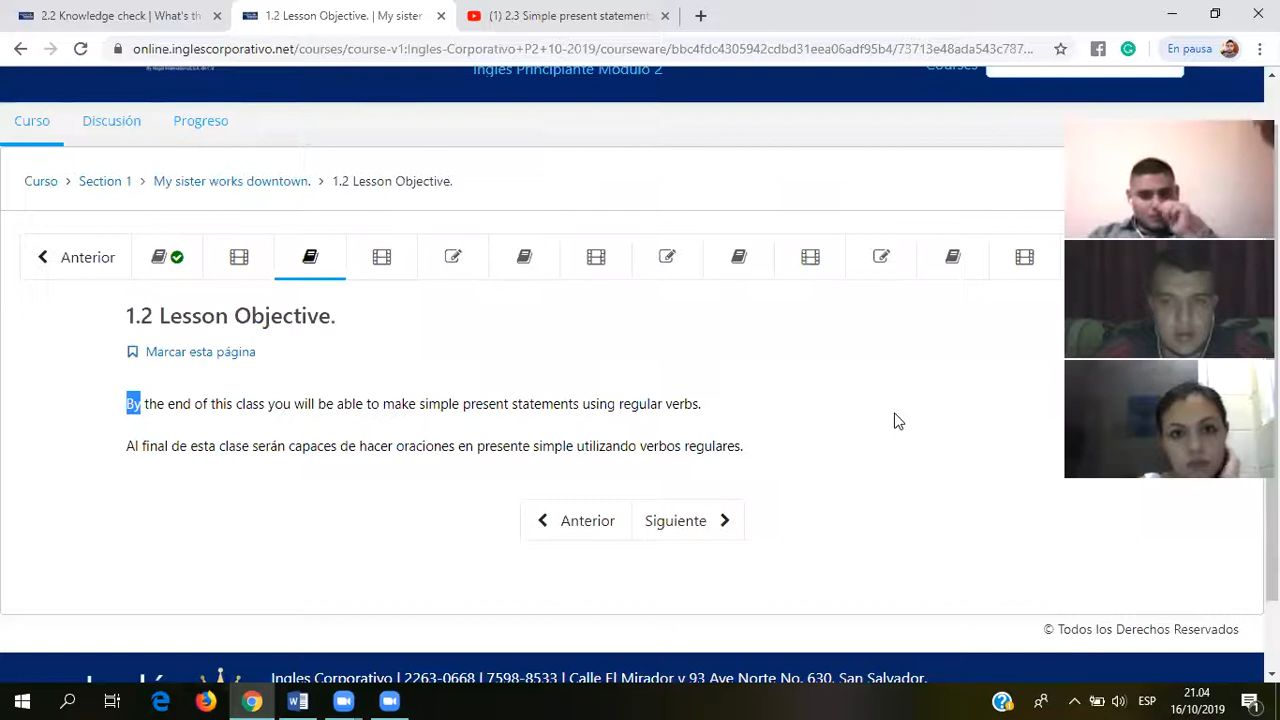 2.2 Knowledge check | What's th
1.2 Lesson Objective. | My sister
(1) 2.3 Simple present statement
online.inglescorporativo.net/courses/course-v1:Ingles-Corporativo+P2+10-2019/courseware/bbc4fdc4305942cdbd31eea06adf95b4/73713e48ada543c787...
En pausa
Ingles Principiante Modulo 2
Courses
Curso
Discusión
Progreso
Curso > Section 1 > My sister works downtown. > 1.2 Lesson Objective.
Anterior
1.2 Lesson Objective.
Marcar esta página
By the end of this class you will be able to make simple present statements using regular verbs.
Al final de esta clase serán capaces de hacer oraciones en presente simple utilizando verbos regulares.
Anterior
Siguiente
© Todos los Derechos Reservados
Ingles Corporativo | 2263-0668 | 7598-8533 | Calle El Mirador y 93 Ave Norte No. 630, San Salvador.
ESP
21.04
16/10/2019